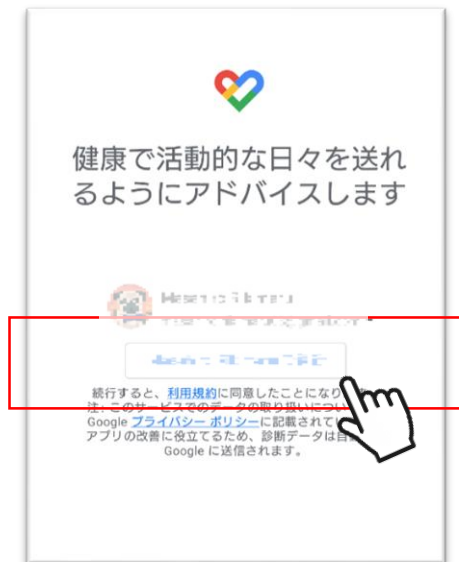 健康で活動的な日々を送れ
るようにアドバイスします
続行すると、利用規約に同意したことになり
注: このサービスでのデータの取り扱いについ
Google プライバシー ポリシーに記載されてい
アプリの改善に役立てるため、診断データは自
Google に送信されます。